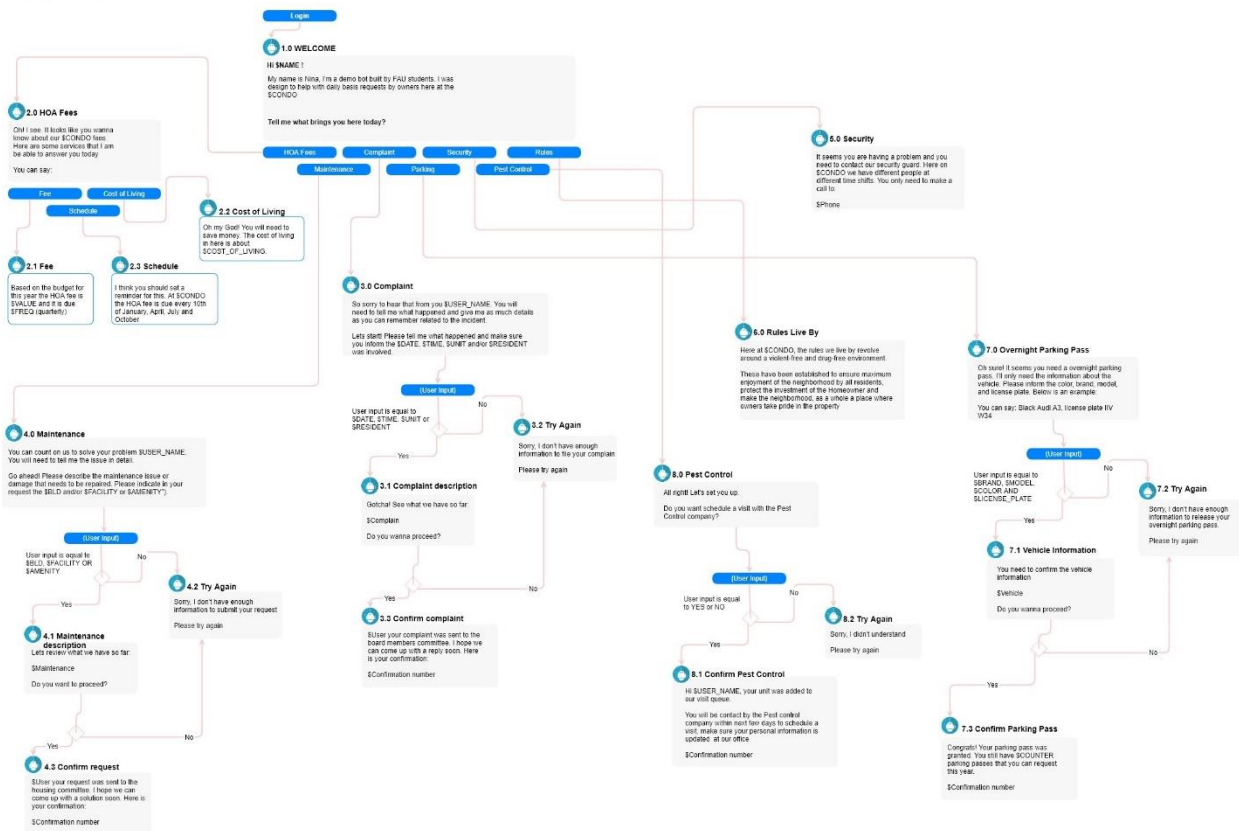 Login
1.0 WELCOME
Hi $NAME !
My name is Nina, I'm a demo bot built by FAU students. I was
design to help with daily basis requests by owners here at the
$CONDO
Tell me what brings you here today?
HOA Fees
Complaint
Security
Rules
Maintenance
Parking
Pest Control
2.0 HOA Fees
Oh! I see. It looks like you wanna
know about our $CONDO fees.
Here are some services that I am
be able to answer you today
You can say:
Fee
Cost of Living
Schedule
2.2 Cost of Living
Oh my God! You will need to
save money. The cost of living
in here is about
$COST_OF_LIVING.
2.1 Fee
Based on the budget for
this year the HOA fee is
$VALUE and it is due
$FREQ (quarterly)
2.3 Schedule
I think you should set a
reminder for this. At $CONDO
the HOA fee is due every 10th
of January, April, July and
October
5.0 Security
It seems you are having a problem and you
need to contact our security guard. Here on
$CONDO we have different people at
different time shifts. You only need to make a
call to:
$Phone
3.0 Complaint
So sorry to hear that from you $USER_NAME. You will
need to tell me what happened and give me as much details
as you can remember related to the incident.
Lets start! Please tell me what happened and make sure
you inform the $DATE, $TIME, $UNIT and/or $RESIDENT
was involved.
(User Input)
User input is equal to
$DATE, $TIME, $UNIT or
$RESIDENT
No
Yes
3.2 Try Again
Sorry, I don't have enough
information to file your complain
Please try again
3.1 Complaint description
Gotcha! See what we have so far:
$Complain
Do you wanna proceed?
No
Yes
3.3 Confirm complaint
$User your complaint was sent to the
board members committee. I hope we
can come up with a reply soon. Here
is your confirmation:
$Confirmation number
4.0 Maintenance
You can count on us to solve your problem $USER_NAME.
You will need to tell me the issue in detail.
Go ahead! Please describe the maintenance issue or
damage that needs to be repaired. Please indicate in your
request the $BLD and/or $FACILITY or $AMENITY").
(User Input)
User input is equal to
$BLD, $FACILITY OR
$AMENITY
No
Yes
4.2 Try Again
Sorry, I don't have enough
information to submit your request
Please try again
4.1 Maintenance
description
Lets review what we have so far:
$Maintenance
Do you want to proceed?
No
Yes
4.3 Confirm request
$User your request was sent to the
housing committee. I hope we can
come up with a solution soon. Here is
your confirmation:
$Confirmation number
6.0 Rules Live By
Here at $CONDO, the rules we live by revolve
around a violent-free and drug-free environment.
These have been established to ensure maximum
enjoyment of the neighborhood by all residents,
protect the investment of the Homeowner and
make the neighborhood, as a whole a place where
owners take pride in the property
8.0 Pest Control
All right! Let's set you up.
Do you want schedule a visit with the Pest
Control company?
(User Input)
User input is equal
to YES or NO
No
Yes
8.2 Try Again
Sorry, I didn't understand
Please try again
8.1 Confirm Pest Control
Hi $USER_NAME, your unit was added to
our visit queue.
You will be contact by the Pest control
company within next few days to schedule a
visit, make sure your personal information is
updated at our office
$Confirmation number
7.0 Overnight Parking Pass
Oh sure! It seems you need a overnight parking
pass. I'll only need the information about the
vehicle. Please inform the color, brand, model,
and license plate. Below is an example:
You can say: Black Audi A3, license plate IIV
W34
(User Input)
User input is equal to
$BRAND, $MODEL,
$COLOR AND
$LICENSE_PLATE
No
Yes
7.2 Try Again
Sorry, I don't have enough
information to release your
overnight parking pass.
Please try again
7.1 Vehicle Information
You need to confirm the vehicle
information
$Vehicle
Do you wanna proceed?
No
Yes
7.3 Confirm Parking Pass
Congrats! Your parking pass was
granted. You still have $COUNTER
parking passes that you can request
this year.
$Confirmation number